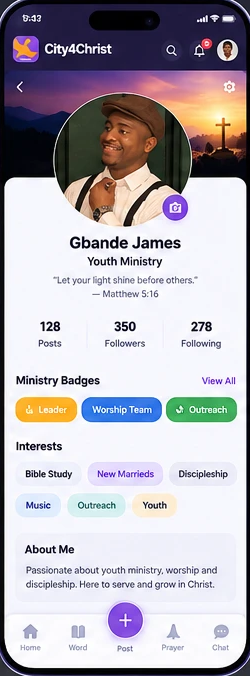 9:43
City4Christ
Gbande James
Youth Ministry
"Let your light shine before others."
— Matthew 5:16
128 350 278
Posts Followers Following
Ministry Badges View All
Leader Worship Team Outreach
Interests
Bible Study New Marrieds Discipleship
Music Outreach Youth
About Me
Passionate about youth ministry, worship and
discipleship. Here to serve and grow in Christ.
Home Word Post Prayer Chat